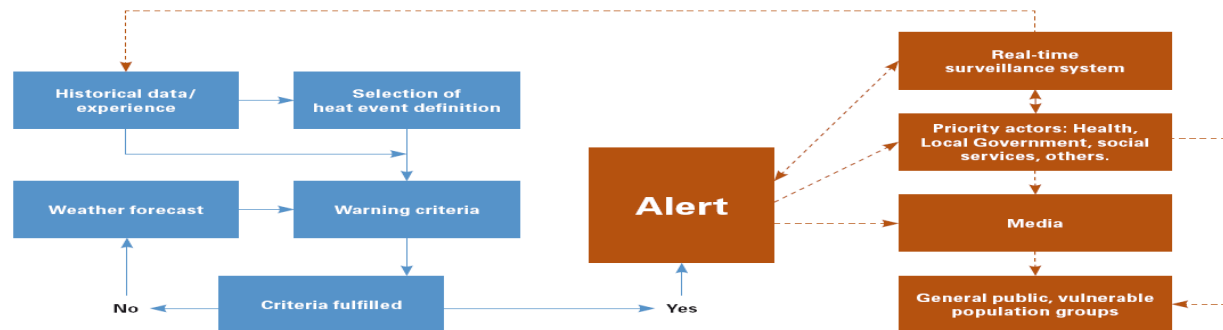 Historical data/
experience
Selection of
heat event definition
Weather forecast
Warning criteria
No
Criteria fulfilled
Yes
Alert
Real-time
surveillance system
Priority actors: Health,
Local Government, social
services, others.
Media
General public, vulnerable
population groups